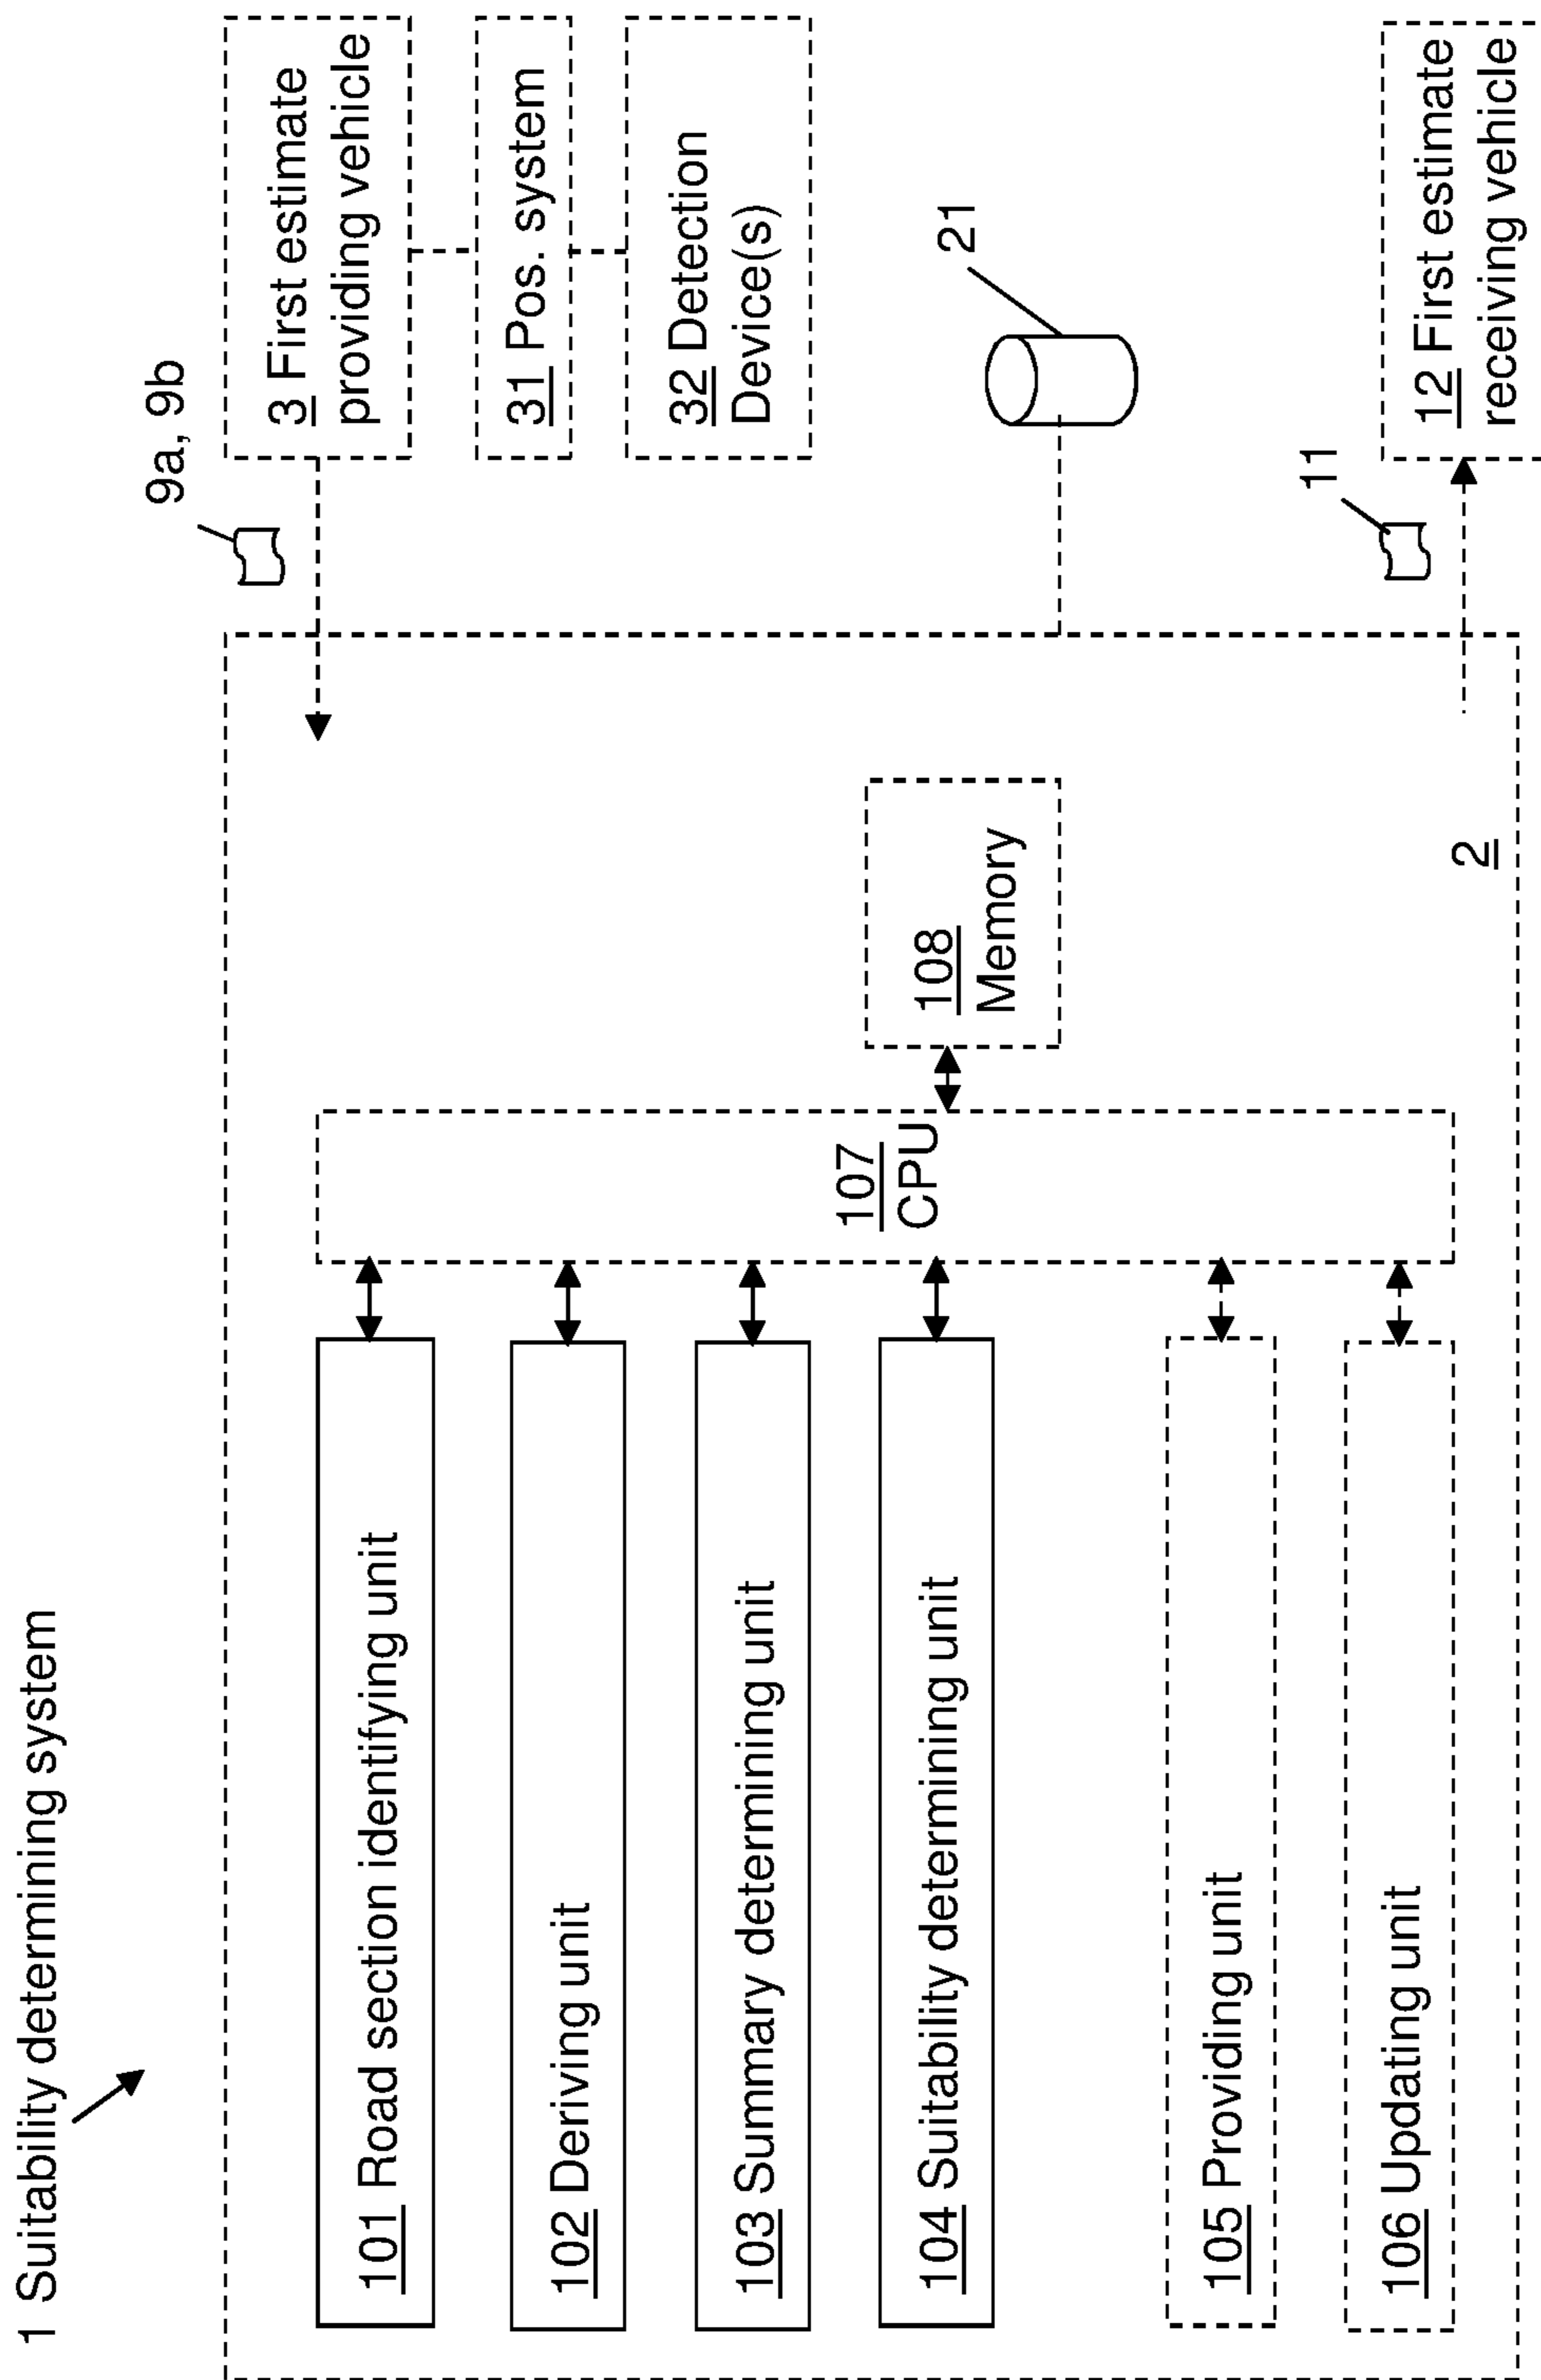 1 Suitability determining system
101 Road section identifying unit
102 Deriving unit
103 Summary determining unit
104 Suitability determining unit
105 Providing unit
106 Updating unit
107
CPU
108
Memory
2
9a, 9b
3 First estimate
providing vehicle
31 Pos. system
32 Detection
Device(s)
21
11
12 First estimate
receiving vehicle